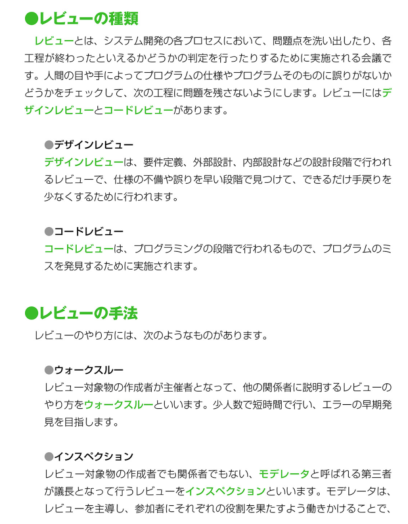 ●レビューの種類
レビューとは、システム開発の各プロセスにおいて、問題点を洗い出したり、各
工程が終わったといえるかどうかの判定を行ったりするために実施される会議で
す。人間の目や手によってプログラムの仕様やプログラムそのものに誤りがないか
どうかをチェックして、次の工程に問題を残さないようにします。レビューにはデ
ザインレビューとコードレビューがあります。
●デザインレビュー
デザインレビューは、要件定義、外部設計、内部設計などの設計段階で行われ
るレビューで、仕様の不備や誤りを早い段階で見つけて、できるだけ手戻りを
少なくするために行われます。
●コードレビュー
コードレビューは、プログラミングの段階で行われるもので、プログラムのミ
スを発見するために実施されます。
●レビューの手法
レビューのやり方には、次のようなものがあります。
●ウォークスルー
レビュー対象物の作成者が主催者となって、他の関係者に説明するレビューの
やり方をウォークスルーといいます。少人数で短時間で行い、エラーの早期発
見を目指します。
●インスペクション
レビュー対象物の作成者でも関係者でもない、モデレータと呼ばれる第三者
が議長となって行うレビューをインスペクションといいます。モデレータは、
レビューを主導し、参加者にそれぞれの役割を果たすよう働きかけることで、